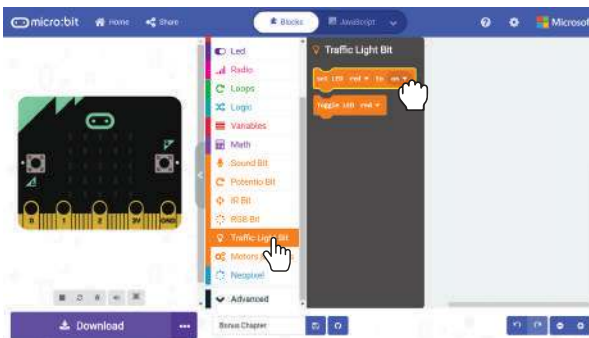 micro:bit Home Share Blocks JavaScript Microsoft
Led
Radio
Loops
Logic
Variables
Math
Sound Bit
Potentio Bit
IR Bit
RGB Bit
Traffic Light Bit
Motors
Neopixel
Advanced
Traffic Light Bit
set LED red to on
Toggle LED red
0 1 2 3V GND
Download
Bonus Chapter